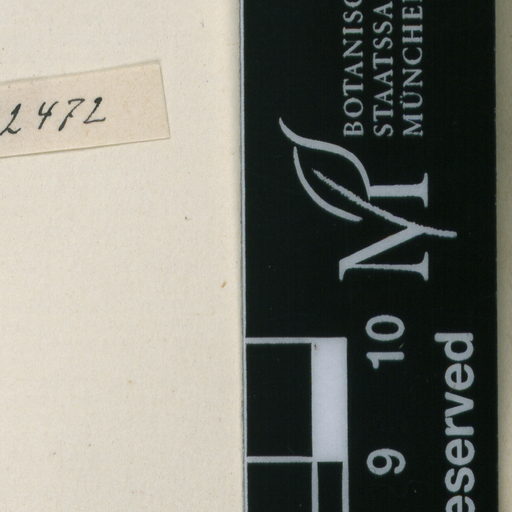 2472
BOTANISC
STAATSSA
MÜNCHE
M
10
9
eserved